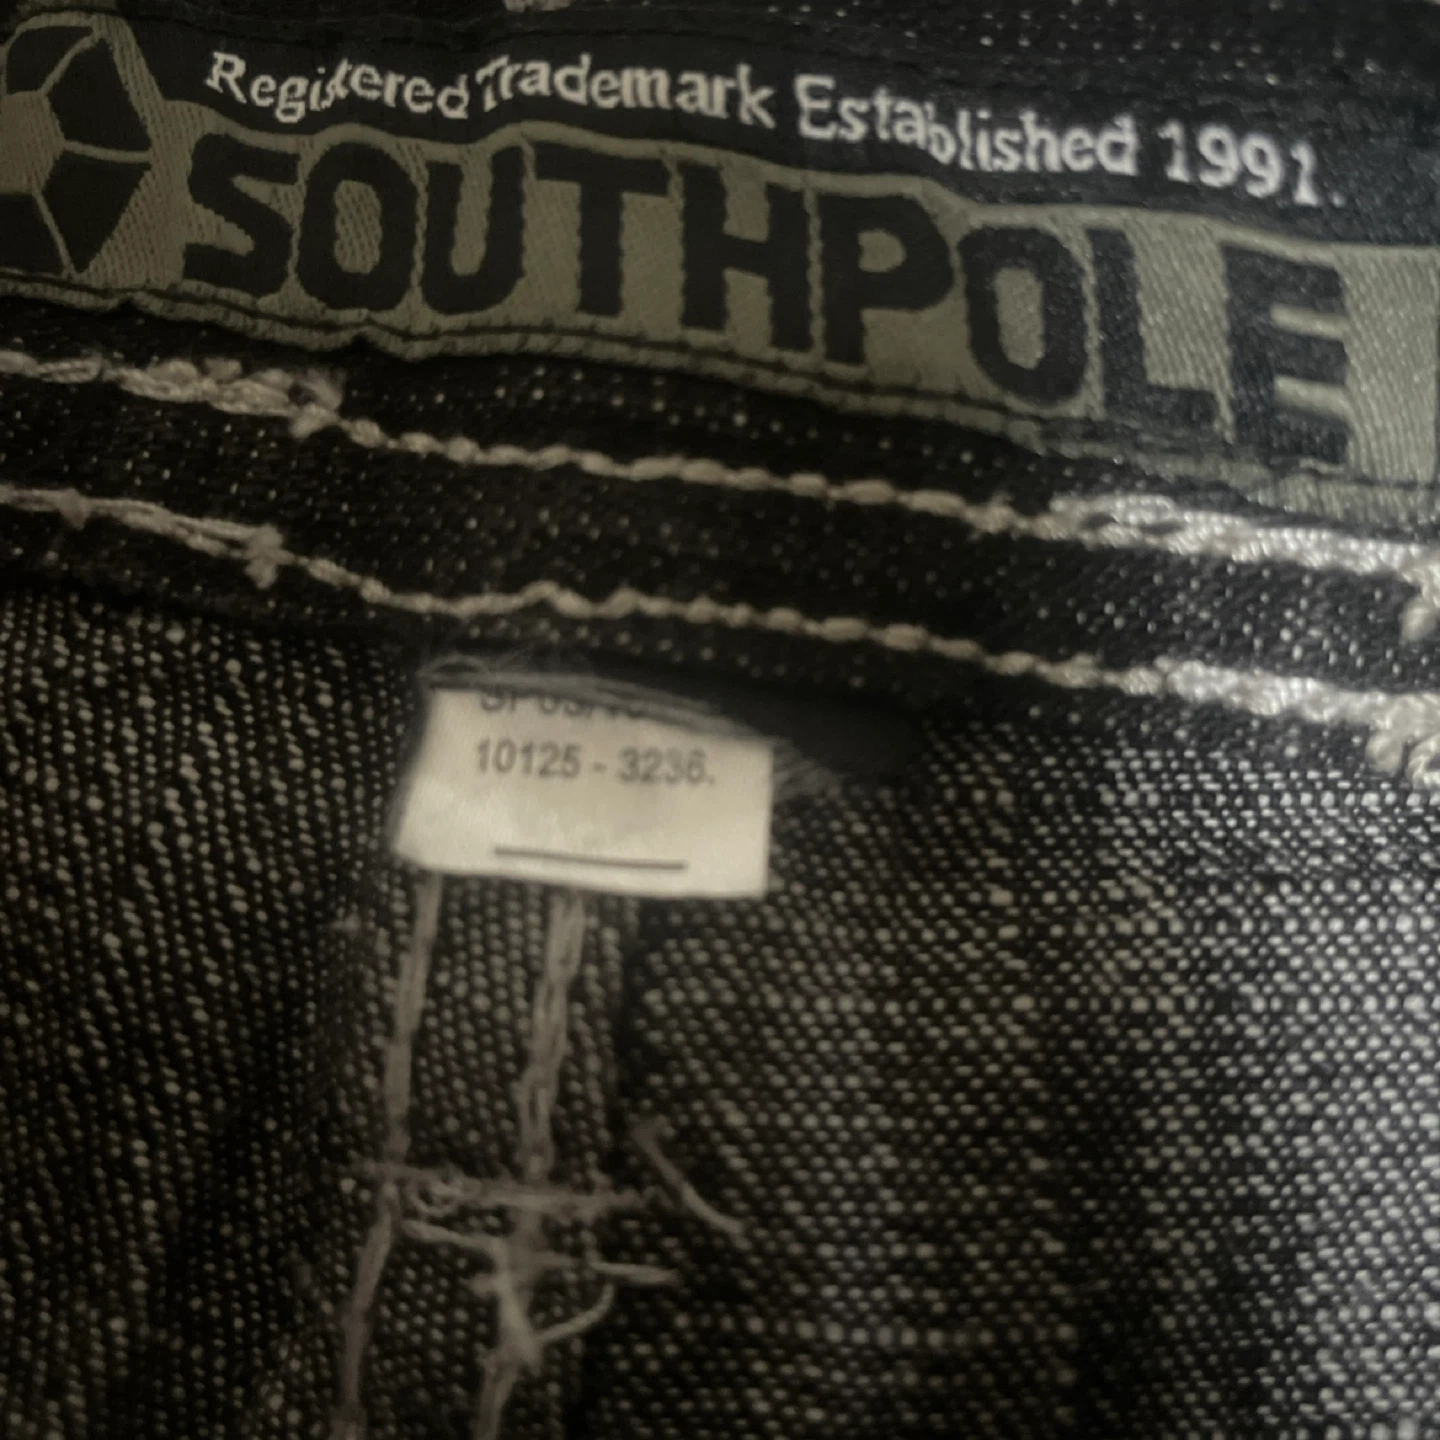 Registered Trademark Established 1991.
SOUTHPOLE
10125 - 3236.